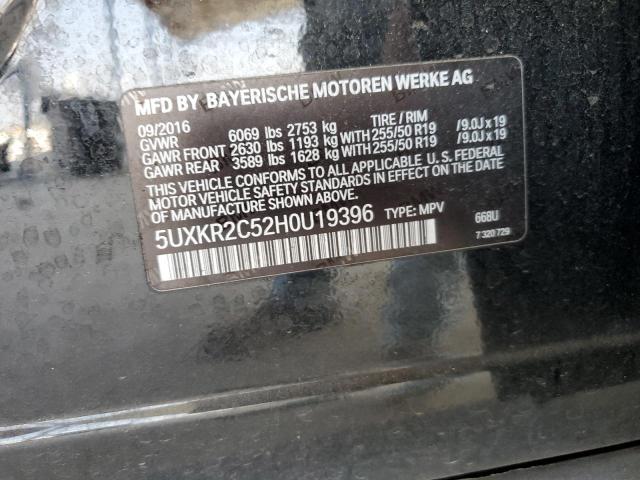 MFD BY BAYERISCHE MOTOREN WERKE AG
09/2016 TIRE / RIM
GVWR 6069 lbs 2753 kg
GAWR FRONT 2630 lbs 1193 kg WITH 255/50 R19 /9.0J x 19
GAWR REAR 3589 lbs 1628 kg WITH 255/50 R19 /9.0J x 19
THIS VEHICLE CONFORMS TO ALL APPLICABLE U.S. FEDERAL
MOTOR VEHICLE SAFETY STANDARDS IN EFFECT ON THE DATE
OF MANUFACTURE SHOWN ABOVE.
5UXKR2C52H0U19396 TYPE: MPV 668U
7 320 729